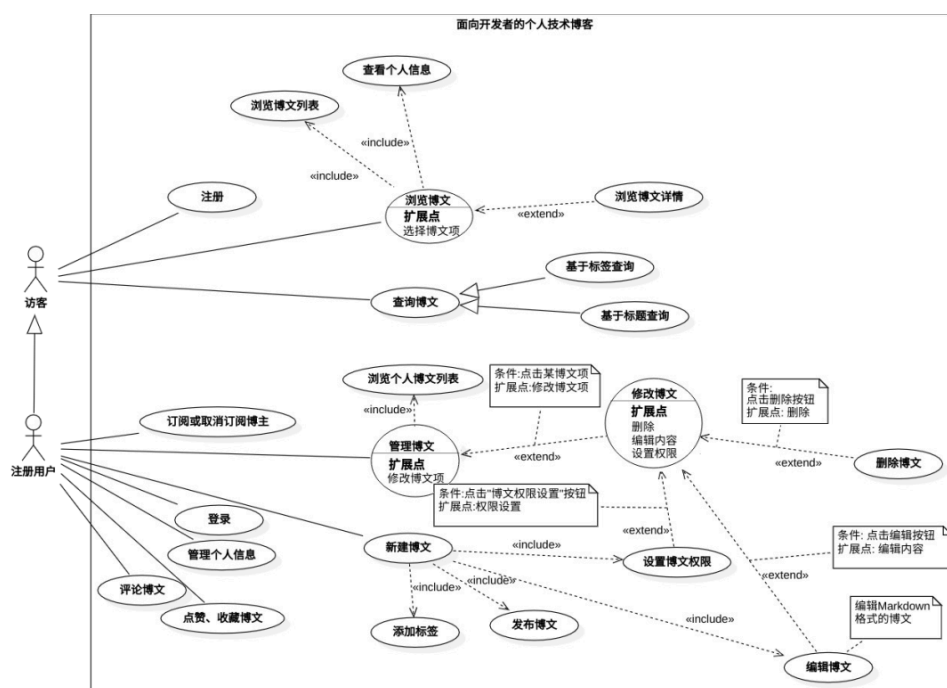 面向开发者的个人技术博客
查看个人信息
浏览博文列表
«include»
«include»
注册
浏览博文
扩展点
选择博文项
«extend»
浏览博文详情
访客
基于标签查询
查询博文
基于标题查询
浏览个人博文列表
条件:点击某博文项
扩展点:修改博文项
修改博文
扩展点
删除
编辑内容
设置权限
条件:
点击删除按钮
扩展点: 删除
«include»
订阅或取消订阅博主
管理博文
扩展点
修改博文项
«extend»
«extend»
删除博文
注册用户
条件:点击"博文权限设置"按钮
扩展点:权限设置
登录
«extend»
管理个人信息
新建博文
«include»
设置博文权限
条件: 点击编辑按钮
扩展点: 编辑内容
«extend»
评论博文
«include»
«include»
«include»
点赞、收藏博文
添加标签
发布博文
编辑Markdown
格式的博文
编辑博文